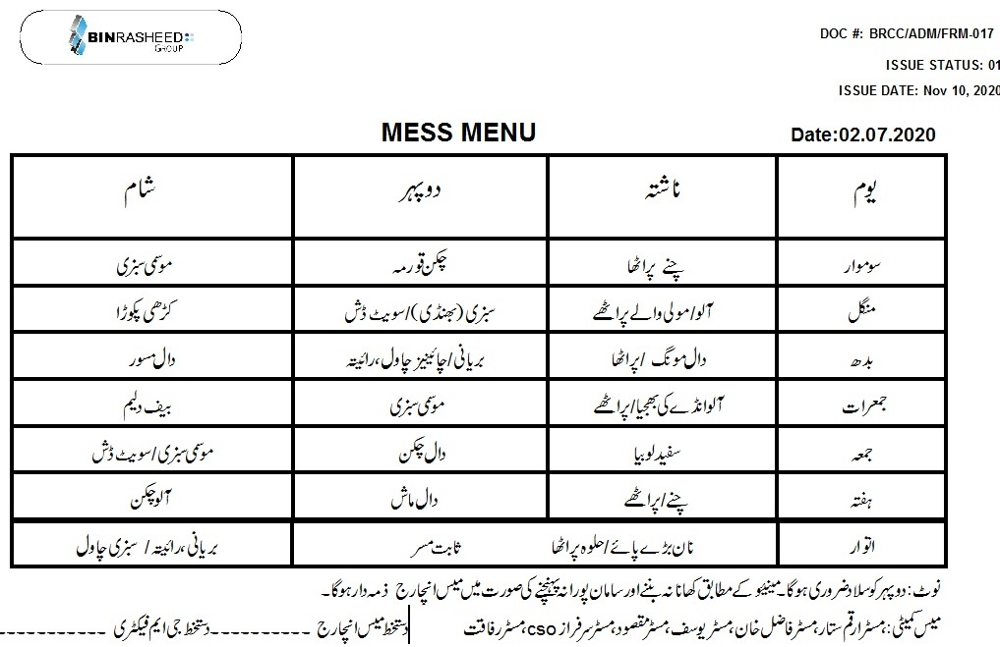 BINRASHEED GROUP
DOC #: BRCC/ADM/FRM-017
ISSUE STATUS: 01
ISSUE DATE: Nov 10, 2020
MESS MENU Date:02.07.2020
یوم ناشتہ دوپہر شام
سوموار چنے پراٹھا چکن قورمہ موسمی سبزی
منگل آلو/مولی والے پراٹھے سبزی (بھنڈی)/سویٹ ڈش کڑھی پکوڑا
بدھ دال مونگ /پراٹھا بریانی/چائینیز چاول،رائیتہ دال مسور
جمعرات آلوانڈے کی بھجیا/پراٹھے موسمی سبزی بیف دلیم
جمعہ سفید لوبیا دال چکن موسمی سبزی/سویٹ ڈش
ہفتہ چنے/پراٹھے دال ماش آلو چکن
اتوار نان بڑے پائے/حلوہ پراٹھا ثابت مسر بریانی،رائیتہ/ سبزی چاول
نوٹ: دوپہر کو سلاد ضروری ہوگا۔ مینیو کے مطابق کھانا نہ بننے اور سامان پورا نہ پہنچنے کی صورت میں میس انچارج ذمہ دار ہوگا۔
میس کمیٹی:،مسٹر ارقم ستار،مسٹر فاضل خان،مسٹر یوسف،مسٹر مقصود،مسٹر سرفراز cso،مسٹر رفاقت دستخط میس انچارج ---------- دستخط جی ایم فیکٹری -----------